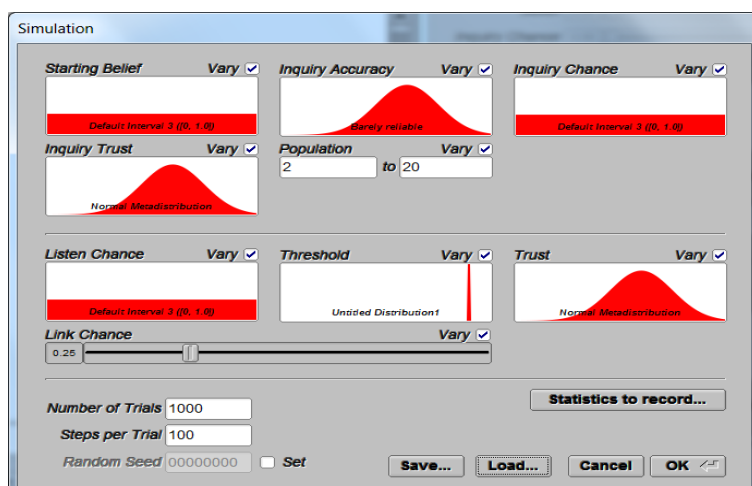 Simulation
Starting Belief Vary Inquiry Accuracy Vary Inquiry Chance Vary
Default Interval 3 ([0, 1.0]) Barely reliable Default Interval 3 ([0, 1.0])
Inquiry Trust Vary Population Vary
2 to 20
Normal Metadistribution
Listen Chance Vary Threshold Vary Trust Vary
Default Interval 3 ([0, 1.0]) Untitled Distribution1 Normal Metadistribution
Link Chance Vary
0.25
Statistics to record...
Number of Trials 1000
Steps per Trial 100
Random Seed 00000000 Set Save... Load... Cancel OK